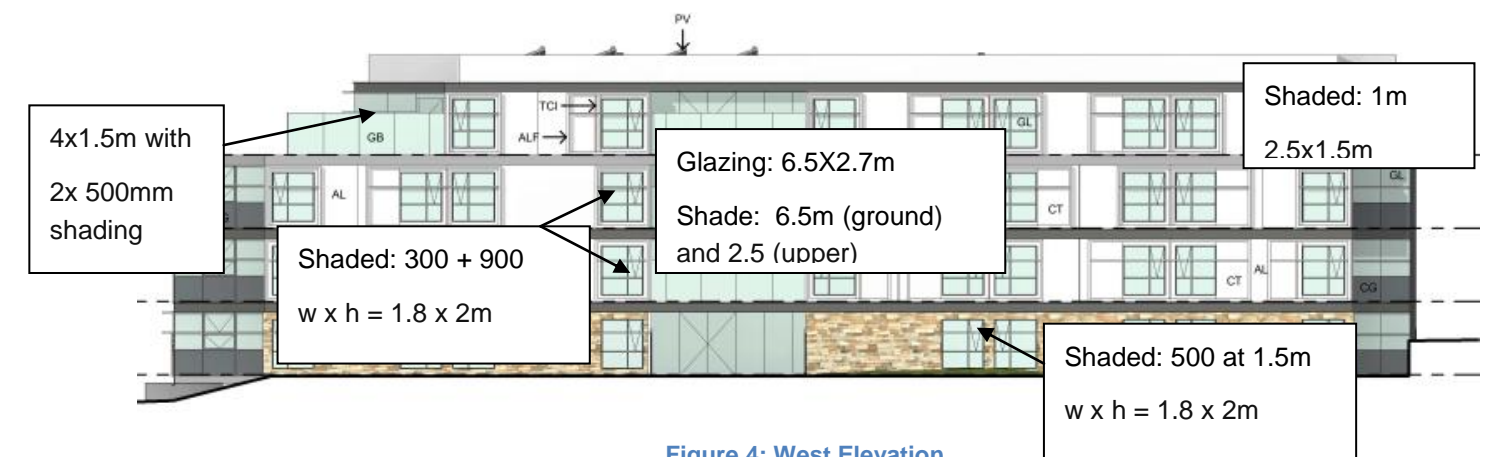 PV
TCI
ALF
GB
GL
AL
CT
GL
G
CT
AL
CG
4x1.5m with
2x 500mm
shading
Shaded: 300 + 900
w x h = 1.8 x 2m
Glazing: 6.5X2.7m
Shade: 6.5m (ground)
and 2.5 (upper)
Shaded: 1m
2.5x1.5m
Shaded: 500 at 1.5m
w x h = 1.8 x 2m
Figure 4: West Elevation